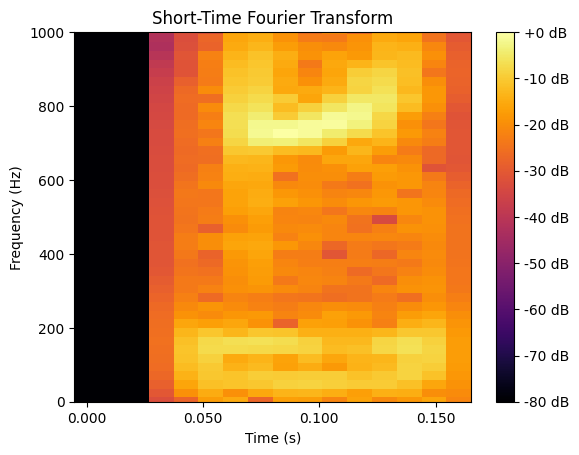 Short-Time Fourier Transform
1000
800
600
400
200
0
Frequency (Hz)
0.000
0.050
0.100
0.150
Time (s)
+0 dB
-10 dB
-20 dB
-30 dB
-40 dB
-50 dB
-60 dB
-70 dB
-80 dB